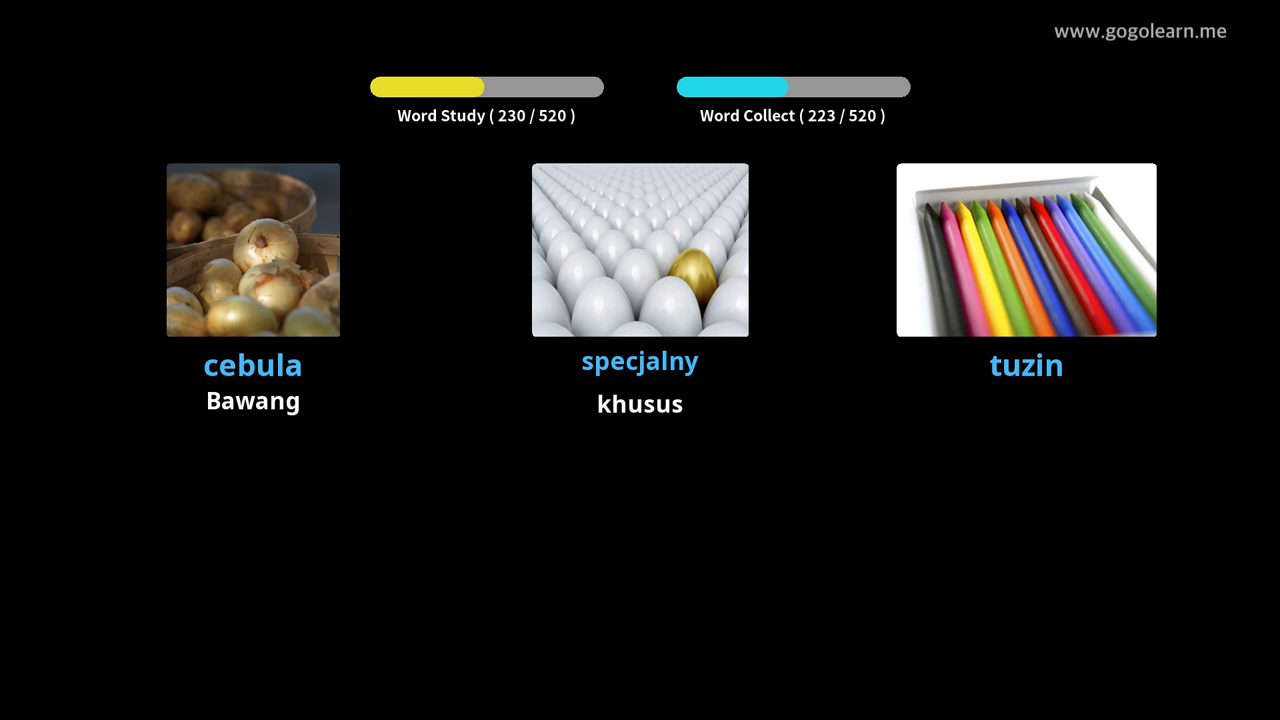 www.gogolearn.me
Word Study ( 230 / 520 )
Word Collect ( 223 / 520 )
cebula
Bawang
specjalny
khusus
tuzin